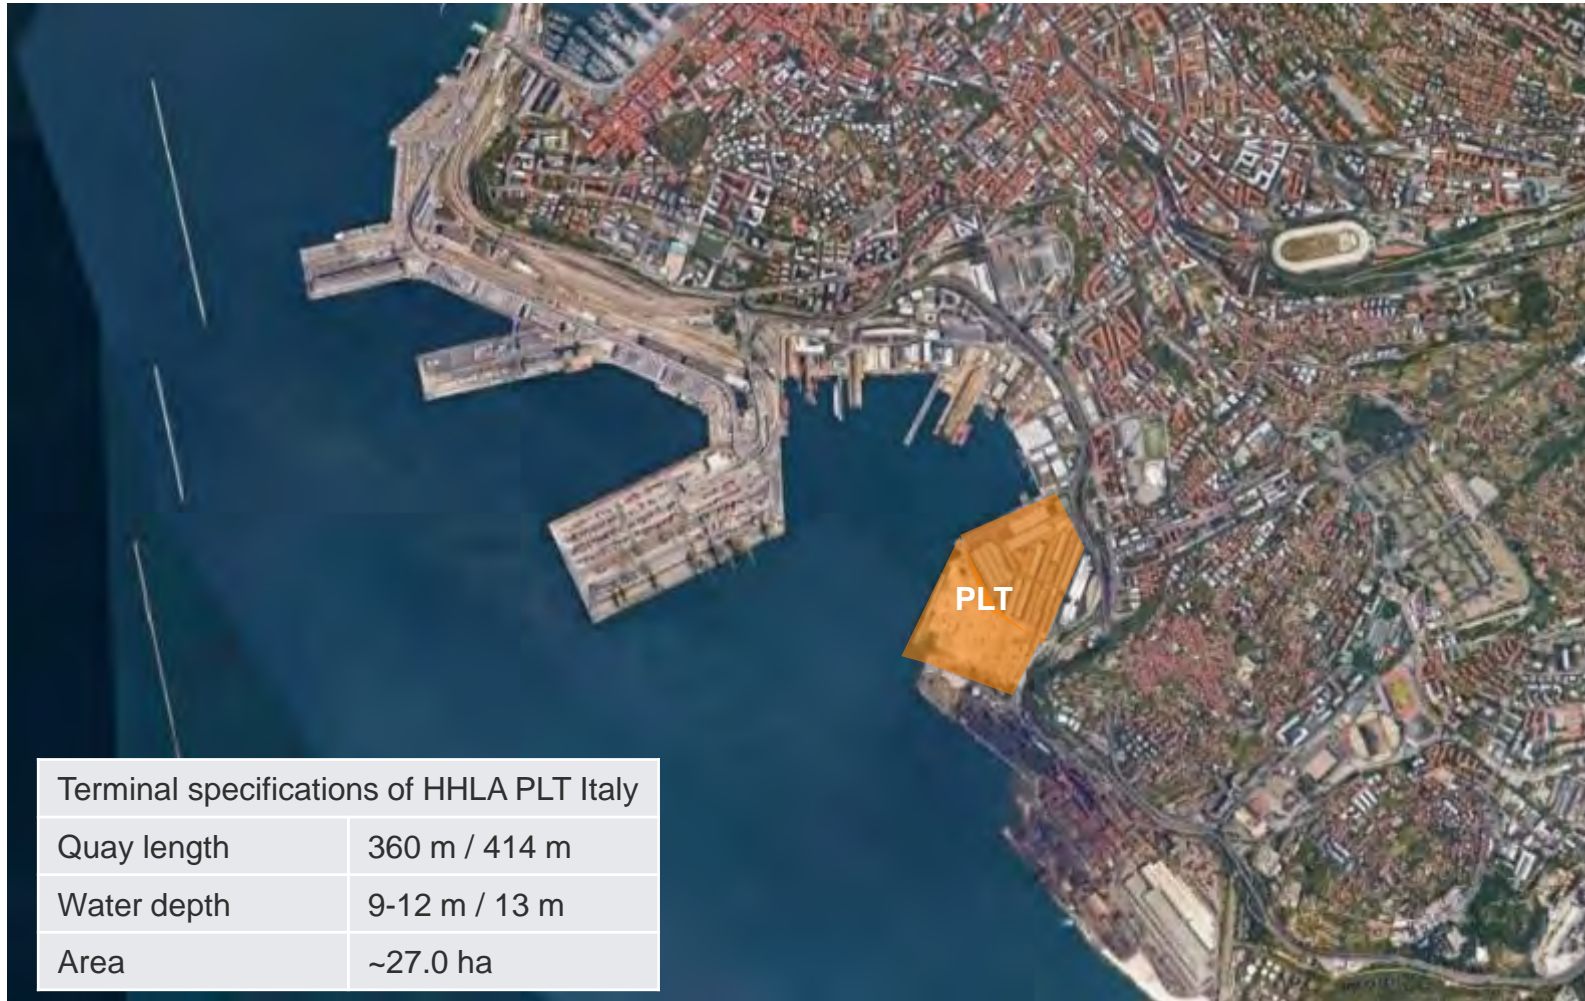 PLT
Terminal specifications of HHLA PLT Italy
Quay length 360 m / 414 m
Water depth 9-12 m / 13 m
Area ~27.0 ha